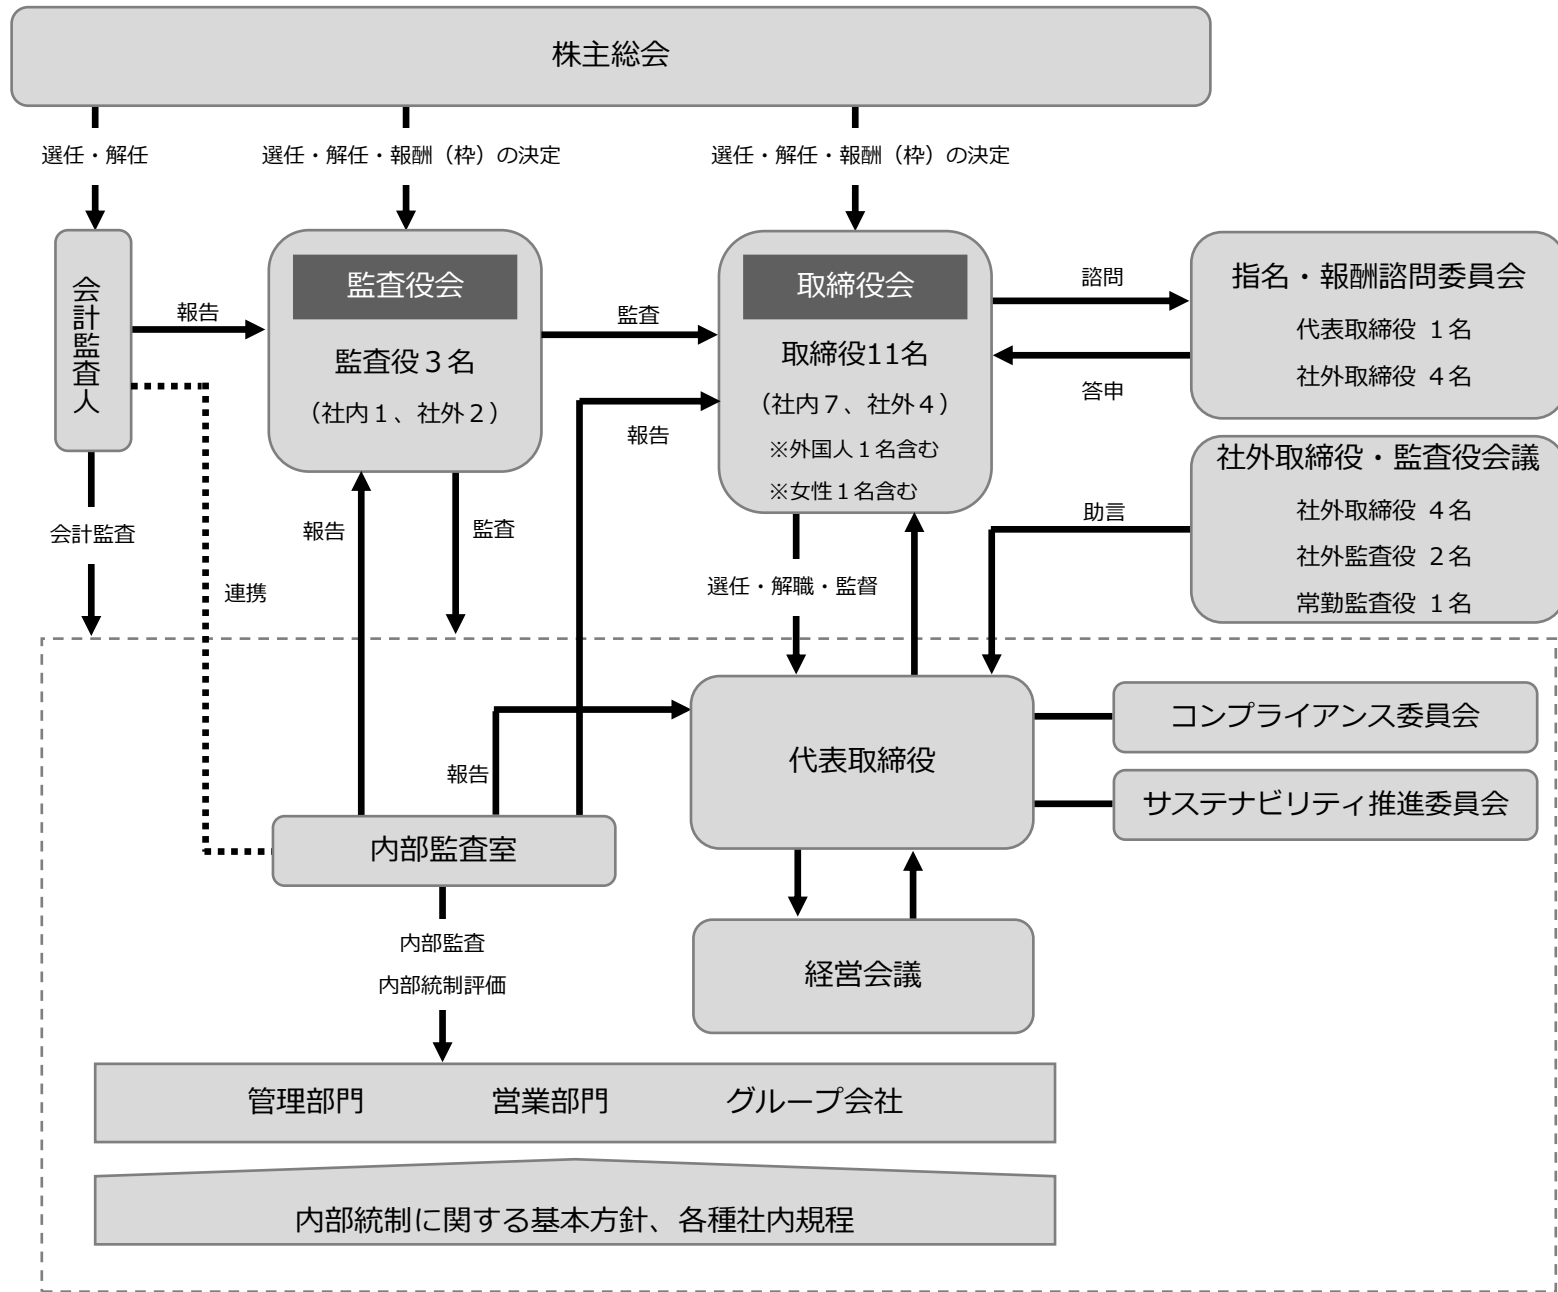 株主総会
選任・解任
選任・解任・報酬（枠）の決定
選任・解任・報酬（枠）の決定
会計監査人
報告
監査役会
監査役３名
（社内１、社外２）
監査
取締役会
取締役11名
（社内７、社外４）
※外国人１名含む
※女性１名含む
諮問
答申
指名・報酬諮問委員会
代表取締役 １名
社外取締役 ４名
社外取締役・監査役会議
社外取締役 ４名
社外監査役 ２名
常勤監査役 １名
助言
報告
会計監査
連携
報告
監査
選任・解職・監督
報告
代表取締役
コンプライアンス委員会
サステナビリティ推進委員会
内部監査室
内部監査
内部統制評価
経営会議
管理部門 営業部門 グループ会社
内部統制に関する基本方針、各種社内規程